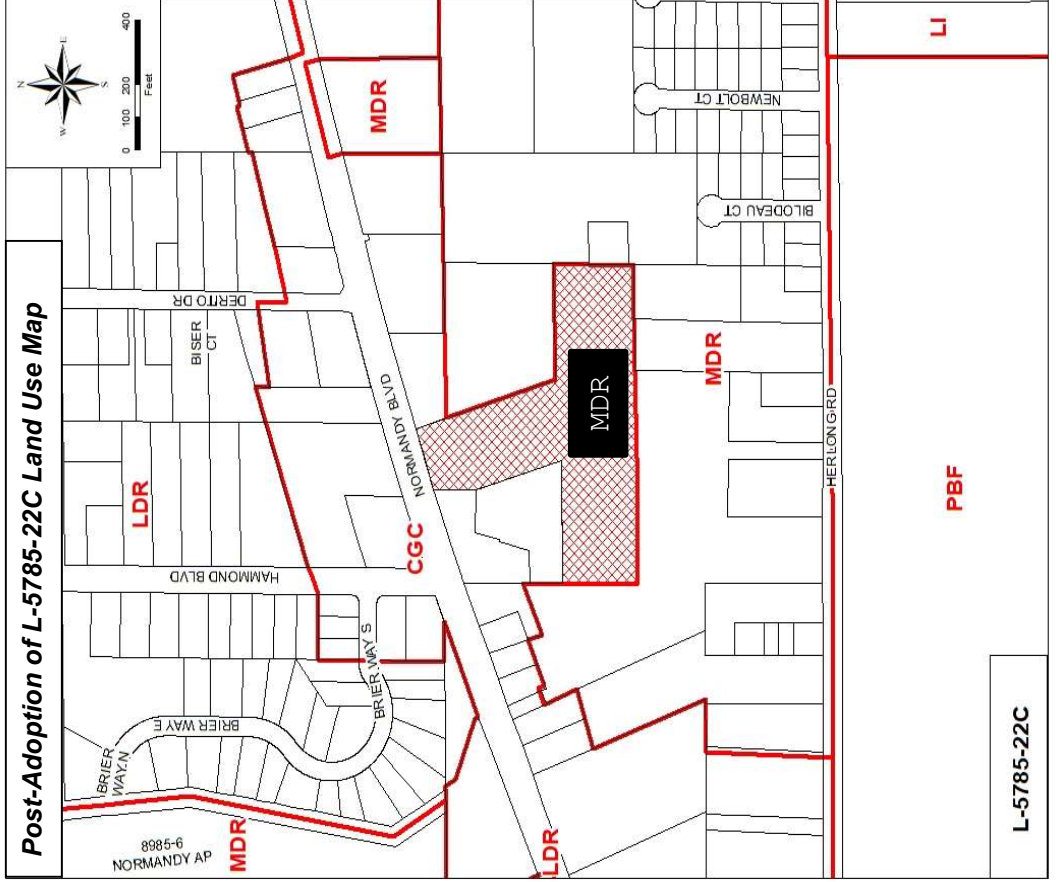 Post-Adoption of L-5785-22C Land Use Map
N
E
S
W
0 100 200 400
Feet
LI
MDR
NEWBOLT CT
BILODEAU CT
DERITO DR
BISER
CT
NORMANDY BLVD
MDR
MDR
LDR
HERLONG RD
CGC
HAMMOND BLVD
PBF
BRIER WAY S
BRIER WAY E
BRIER
WAY N
8985-6
NORMANDY AP
MDR
LDR
L-5785-22C